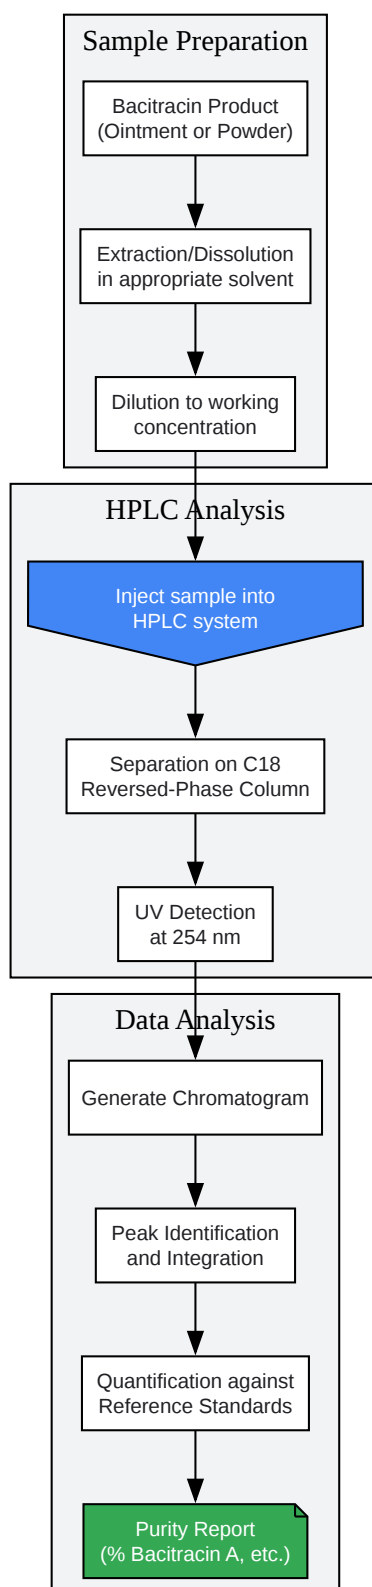 Sample Preparation
Bacitracin Product
(Ointment or Powder)
Extraction/Dissolution
in appropriate solvent
Dilution to working
concentration
HPLC Analysis
Inject sample into
HPLC system
Separation on C18
Reversed-Phase Column
UV Detection
at 254 nm
Data Analysis
Generate Chromatogram
Peak Identification
and Integration
Quantification against
Reference Standards
Purity Report
(% Bacitracin A, etc.)